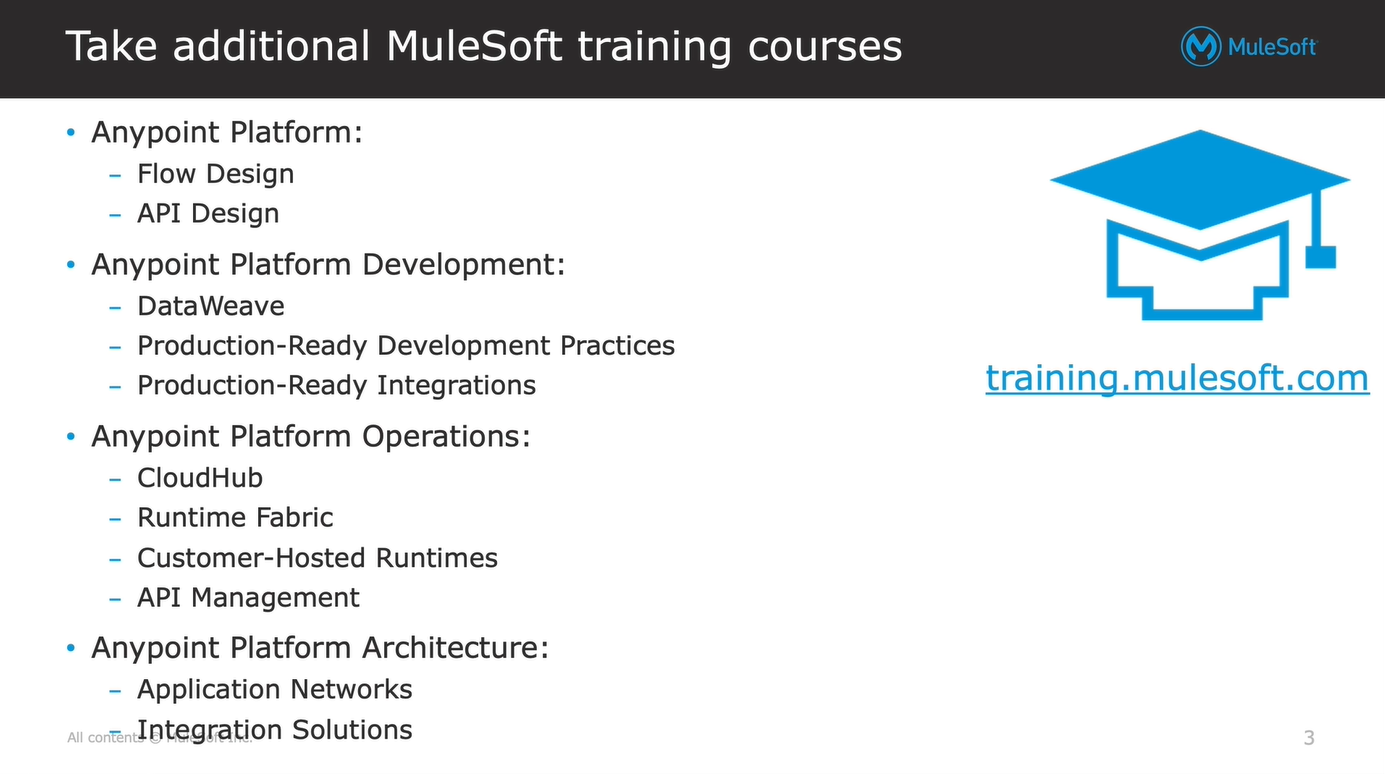 Take additional MuleSoft training courses
MuleSoft
• Anypoint Platform:
– Flow Design
– API Design
• Anypoint Platform Development:
– DataWeave
– Production-Ready Development Practices
– Production-Ready Integrations
• Anypoint Platform Operations:
– CloudHub
– Runtime Fabric
– Customer-Hosted Runtimes
– API Management
• Anypoint Platform Architecture:
– Application Networks
– Integration Solutions
training.mulesoft.com
All contents © MuleSoft Inc.
3